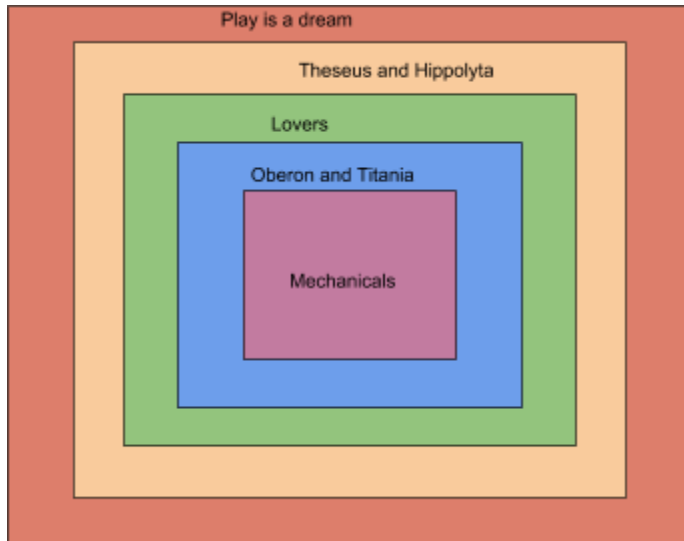 Play is a dream
Theseus and Hippolyta
Lovers
Oberon and Titania
Mechanicals